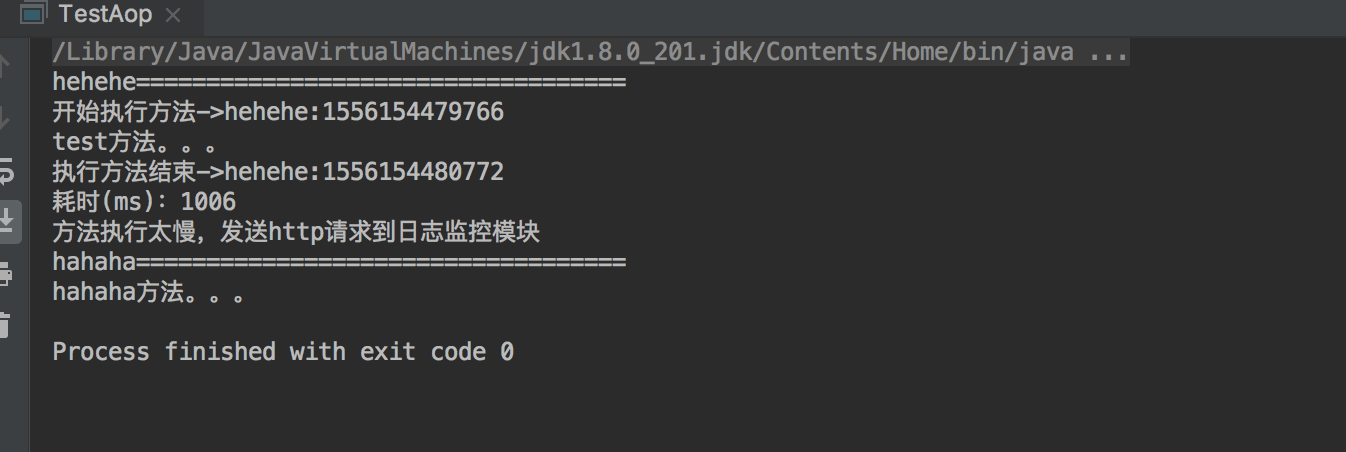 TestAop
/Library/Java/JavaVirtualMachines/jdk1.8.0_201.jdk/Contents/Home/bin/java ...
hehehe===================================
开始执行方法->hehehe:1556154479766
test方法。。。
执行方法结束->hehehe:1556154480772
耗时(ms)：1006
方法执行太慢，发送http请求到日志监控模块
hahaha===================================
hahaha方法。。。
Process finished with exit code 0